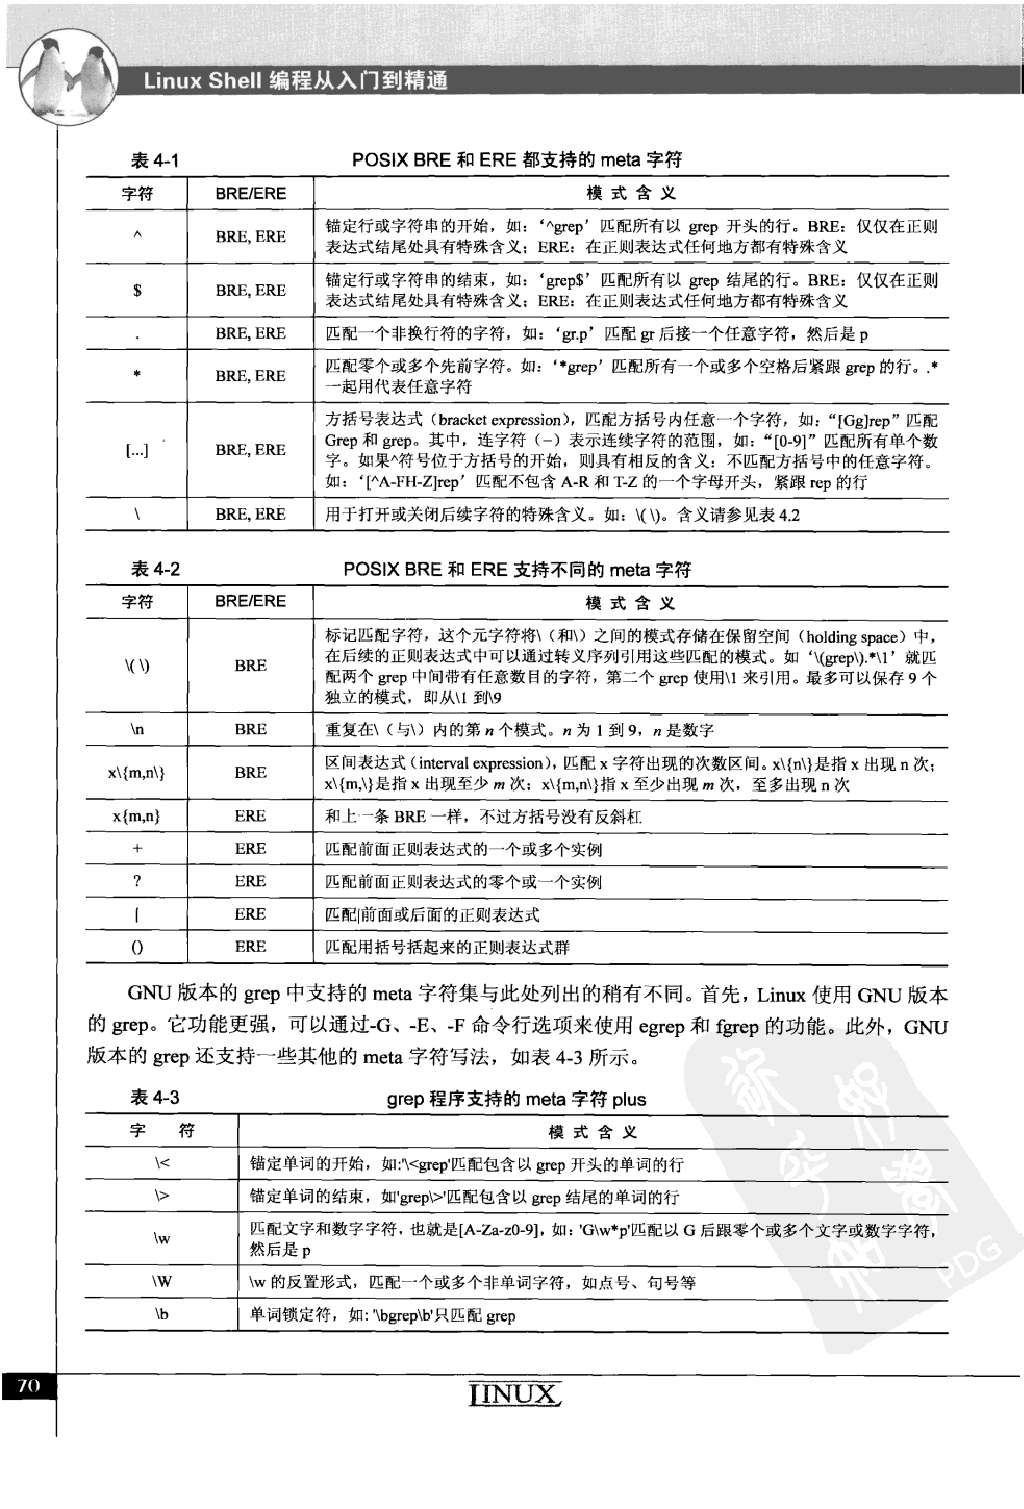 Linux Shell 编程从入门到精通
表 4-1 POSIX BRE 和 ERE 都支持的 meta 字符
字符 BRE/ERE 模 式 含 义
^ BRE, ERE 锚定行或字符串的开始，如：‘^grep’匹配所有以 grep 开头的行。BRE：仅仅在正则
表达式结尾处具有特殊含义；ERE：在正则表达式任何地方都有特殊含义
$ BRE, ERE 锚定行或字符串的结束，如：‘grep$’匹配所有以 grep 结尾的行。BRE：仅仅在正则
表达式结尾处具有特殊含义；ERE：在正则表达式任何地方都有特殊含义
. BRE, ERE 匹配一个非换行符的字符，如：‘gr.p’匹配 gr 后接一个任意字符，然后是 p
* BRE, ERE 匹配零个或多个先前字符。如：‘*grep’匹配所有一个或多个空格后紧跟 grep 的行。.*
一起用代表任意字符
[...] BRE, ERE 方括号表达式（bracket expression），匹配方括号内任意一个字符，如：“[Gg]rep”匹配
Grep 和 grep。其中，连字符（-）表示连续字符的范围，如：“[0-9]”匹配所有单个数
字。如果^符号位于方括号的开始，则具有相反的含义：不匹配方括号中的任意字符。
如：‘[^A-FH-Z]rep’匹配不包含 A-R 和 T-Z 的一个字母开头，紧跟 rep 的行
\ BRE, ERE 用于打开或关闭后续字符的特殊含义。如：\( \)。含义请参见表 4.2
表 4-2 POSIX BRE 和 ERE 支持不同的 meta 字符
字符 BRE/ERE 模 式 含 义
\( \) BRE 标记匹配字符，这个元字符将\（和\）之间的模式存储在保留空间（holding space）中，
在后续的正则表达式中可以通过转义序列引用这些匹配的模式。如‘\(grep\).*\1’就匹
配两个 grep 中间带有任意数目的字符，第二个 grep 使用\1 来引用。最多可以保存 9 个
独立的模式，即从\1 到\9
\n BRE 重复在\（与\）内的第 n 个模式。n 为 1 到 9，n 是数字
x\{m,n\} BRE 区间表达式（interval expression），匹配 x 字符出现的次数区间。x\{n\}是指 x 出现 n 次；
x\{m,\}是指 x 出现至少 m 次；x\{m,n\}指 x 至少出现 m 次，至多出现 n 次
x{m,n} ERE 和上一条 BRE 一样，不过方括号没有反斜杠
+ ERE 匹配前面正则表达式的一个或多个实例
? ERE 匹配前面正则表达式的零个或一个实例
| ERE 匹配|前面或后面的正则表达式
() ERE 匹配用括号括起来的正则表达式群
GNU 版本的 grep 中支持的 meta 字符集与此处列出的稍有不同。首先，Linux 使用 GNU 版本
的 grep。它功能更强，可以通过-G、-E、-F 命令行选项来使用 egrep 和 fgrep 的功能。此外，GNU
版本的 grep 还支持一些其他的 meta 字符写法，如表 4-3 所示。
表 4-3 grep 程序支持的 meta 字符 plus
字 符 模 式 含 义
\< 锚定单词的开始，如:'\<grep'匹配包含以 grep 开头的单词的行
\> 锚定单词的结束，如'grep\>'匹配包含以 grep 结尾的单词的行
\w 匹配文字和数字字符，也就是[A-Za-z0-9]，如：'G\w*p'匹配以 G 后跟零个或多个文字或数字字符，
然后是 p
\W \w 的反置形式，匹配一个或多个非单词字符，如点号、句号等
\b 单词锁定符，如: '\bgrep\b'只匹配 grep
PDG
70
LINUX